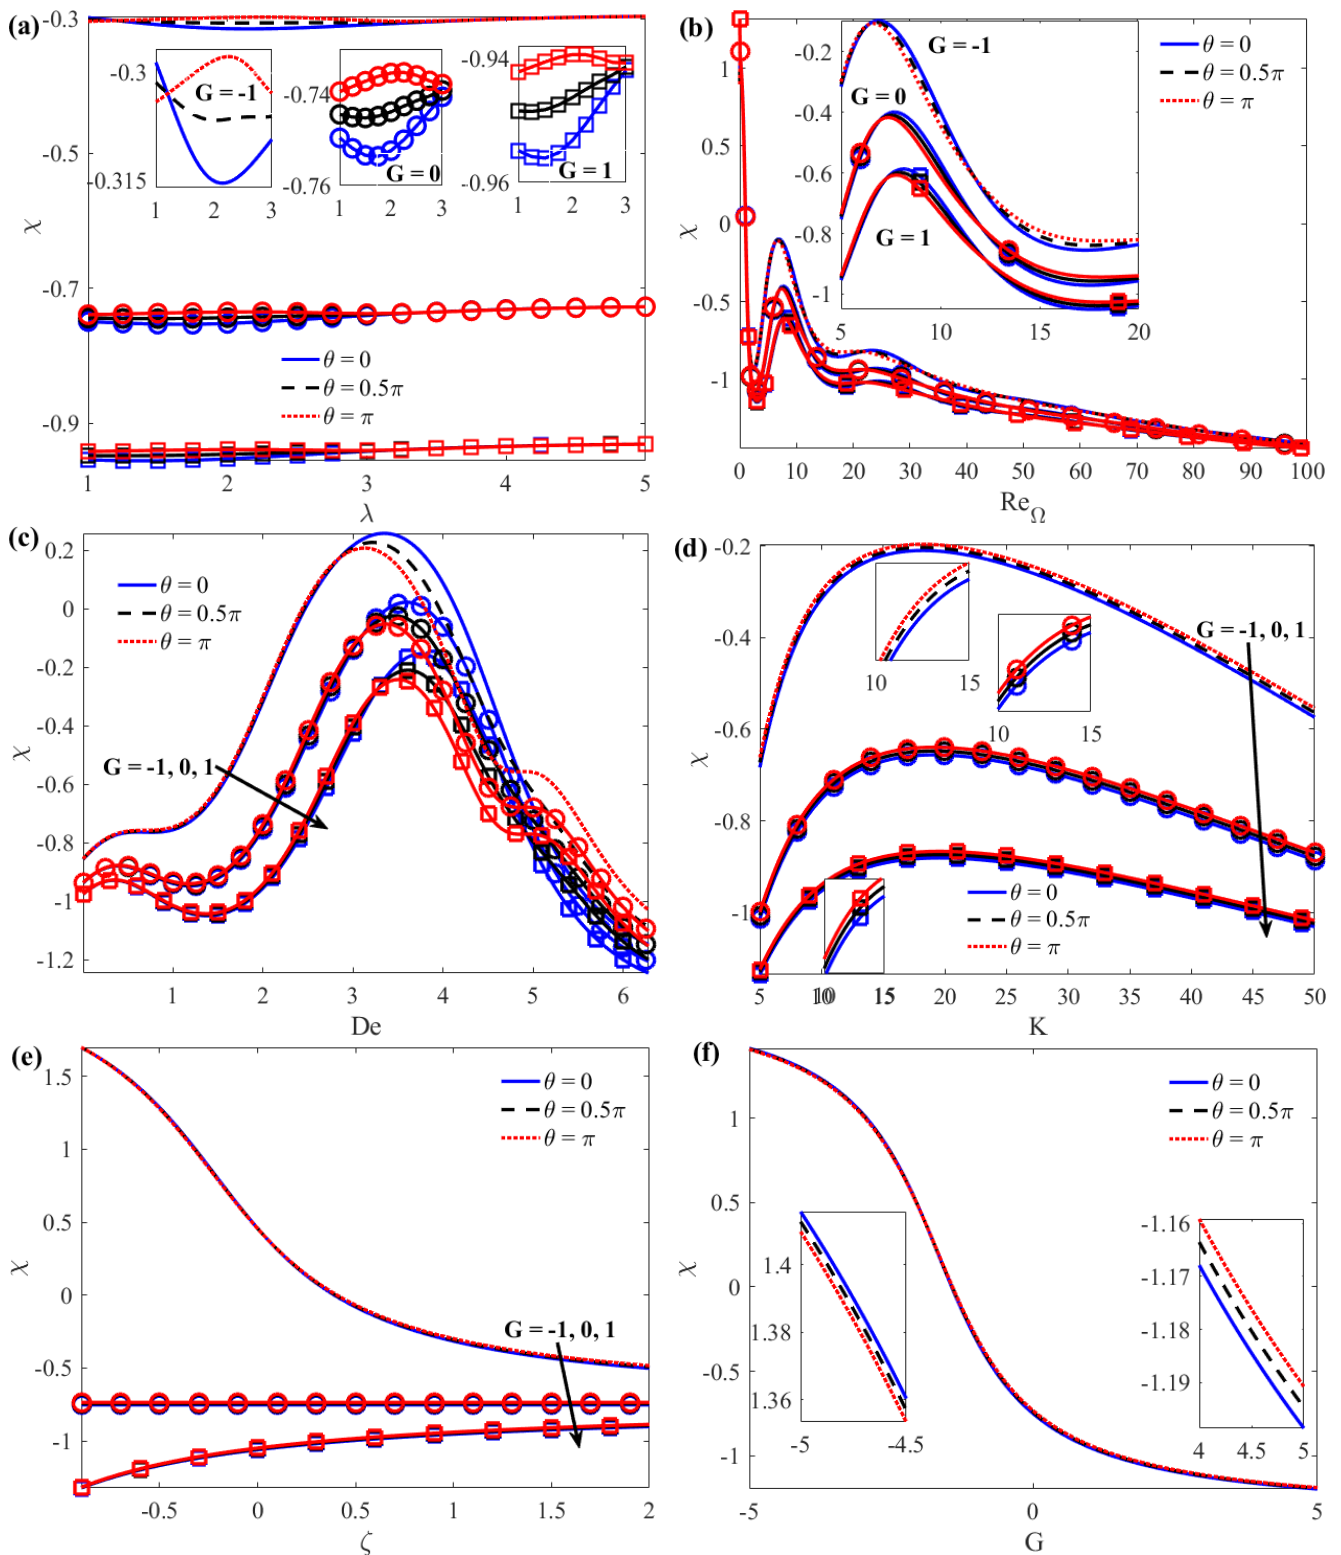 (a)
-0.3
-0.5
-0.7
-0.9
χ
1
2
3
4
5
λ
-0.3
-0.315
G = -1
1
2
3
-0.74
-0.76
G = 0
1
2
3
-0.94
-0.96
G = 1
1
2
3
θ = 0
θ = 0.5π
θ = π
(b)
1
0.5
0
-0.5
-1
χ
0
10
20
30
40
50
60
70
80
90
100
Re_Ω
-0.2
-0.4
-0.6
-0.8
-1
5
10
15
20
G = -1
G = 0
G = 1
θ = 0
θ = 0.5π
θ = π
(c)
0.2
0
-0.2
-0.4
-0.6
-0.8
-1
-1.2
χ
1
2
3
4
5
6
De
θ = 0
θ = 0.5π
θ = π
G = -1, 0, 1
(d)
-0.2
-0.4
-0.6
-0.8
-1
χ
5
10
15
20
25
30
35
40
45
50
K
10
15
10
15
10
15
G = -1, 0, 1
θ = 0
θ = 0.5π
θ = π
(e)
1.5
1
0.5
0
-0.5
-1
χ
-0.5
0
0.5
1
1.5
2
ζ
θ = 0
θ = 0.5π
θ = π
G = -1, 0, 1
(f)
1
0.5
0
-0.5
-1
χ
-5
0
5
G
1.4
1.38
1.36
-5
-4.5
-1.16
-1.17
-1.18
-1.19
4
4.5
5
θ = 0
θ = 0.5π
θ = π